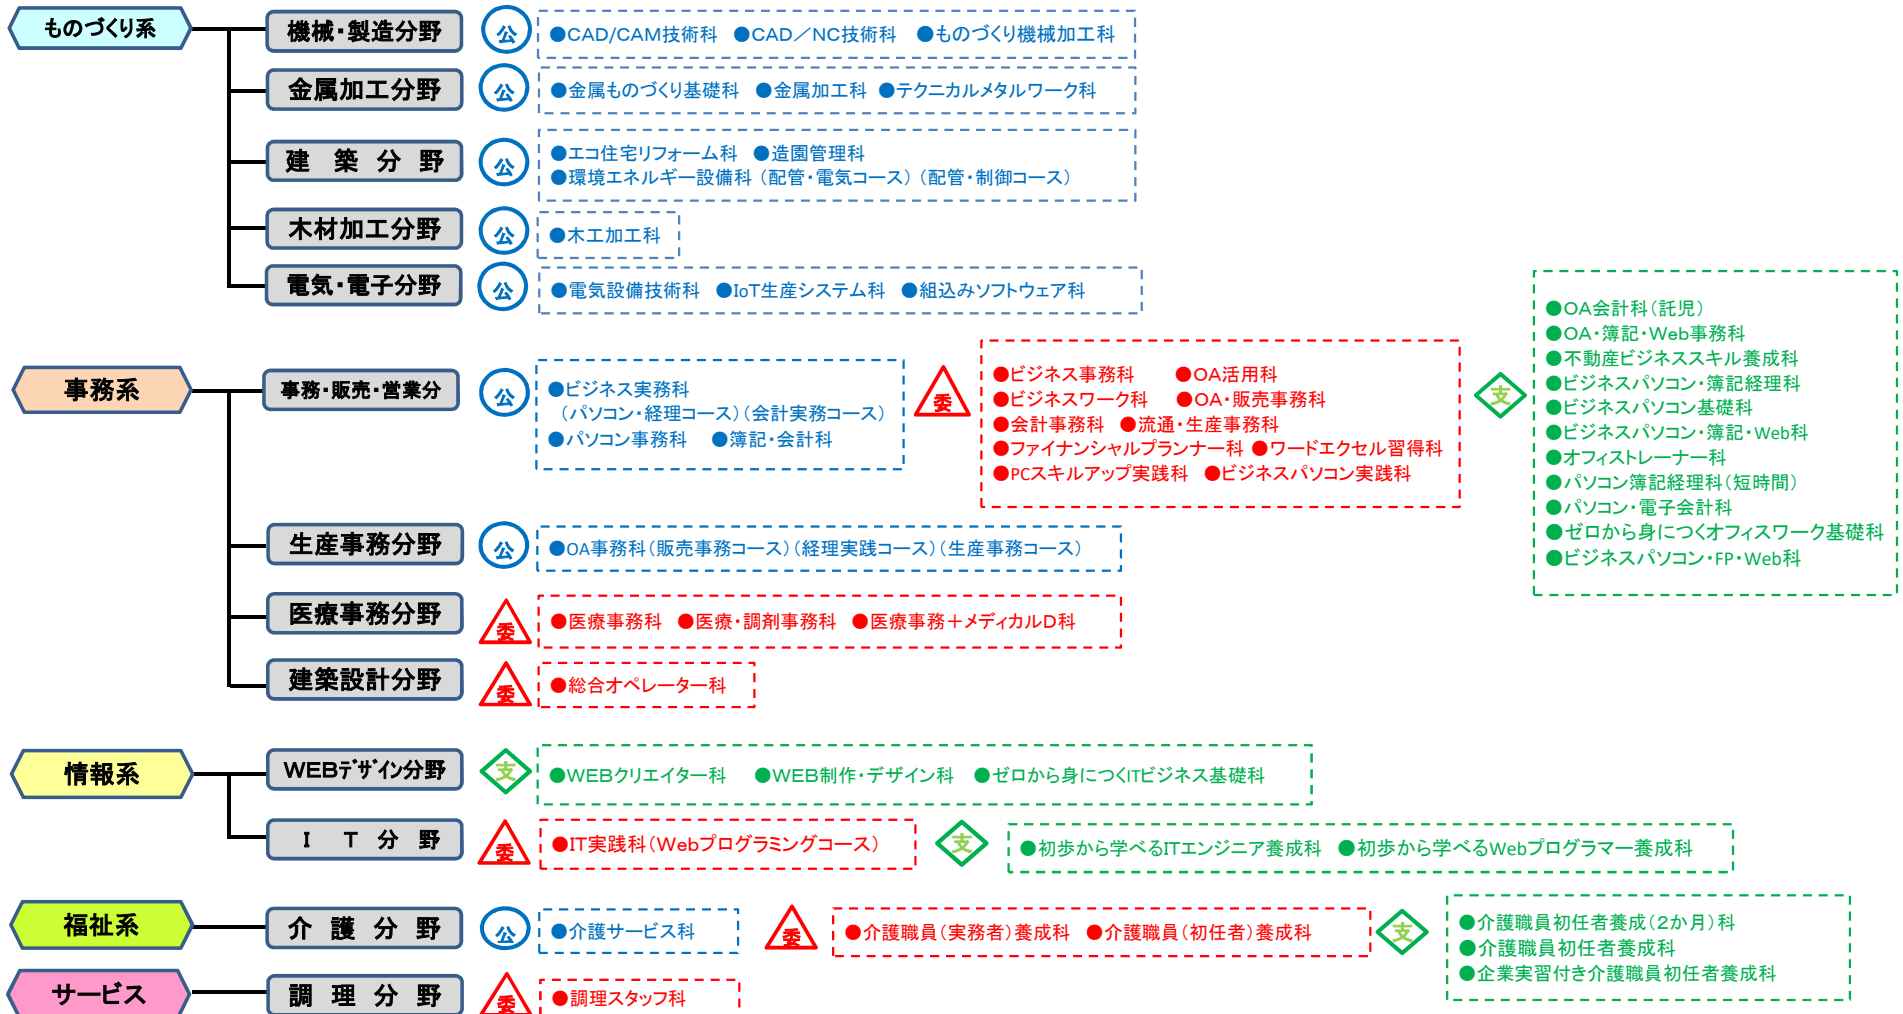 ものづくり系
機械・製造分野
公
●CAD/CAM技術科 ●CAD／NC技術科 ●ものづくり機械加工科
金属加工分野
公
●金属ものづくり基礎科 ●金属加工科 ●テクニカルメタルワーク科
建 築 分 野
公
●エコ住宅リフォーム科 ●造園管理科
●環境エネルギー設備科（配管・電気コース）（配管・制御コース）
木材加工分野
公
●木工加工科
電気・電子分野
公
●電気設備技術科 ●IoT生産システム科 ●組込みソフトウェア科
事務系
事務・販売・営業分
公
●ビジネス実務科
（パソコン・経理コース）（会計実務コース）
●パソコン事務科 ●簿記・会計科
委
●ビジネス事務科 ●OA活用科
●ビジネスワーク科 ●OA・販売事務科
●会計事務科 ●流通・生産事務科
●ファイナンシャルプランナー科 ●ワードエクセル習得科
●PCスキルアップ実践科 ●ビジネスパソコン実践科
支
●OA会計科（託児）
●OA・簿記・Web事務科
●不動産ビジネススキル養成科
●ビジネスパソコン・簿記経理科
●ビジネスパソコン基礎科
●ビジネスパソコン・簿記・Web科
●オフィストレーナー科
●パソコン簿記経理科（短時間）
●パソコン・電子会計科
●ゼロから身につくオフィスワーク基礎科
●ビジネスパソコン・FP・Web科
生産事務分野
公
●OA事務科（販売事務コース）（経理実践コース）（生産事務コース）
医療事務分野
委
●医療事務科 ●医療・調剤事務科 ●医療事務＋メディカルD科
建築設計分野
委
●総合オペレーター科
情報系
WEBﾃﾞｻﾞｲﾝ分野
支
●WEBクリエイター科 ●WEB制作・デザイン科 ●ゼロから身につくITビジネス基礎科
I T 分 野
委
●IT実践科（Webプログラミングコース）
支
●初歩から学べるITエンジニア養成科 ●初歩から学べるWebプログラマー養成科
福祉系
介 護 分 野
公
●介護サービス科
委
●介護職員（実務者）養成科 ●介護職員（初任者）養成科
支
●介護職員初任者養成（2か月）科
●介護職員初任者養成科
●企業実習付き介護職員初任者養成科
サービス
調 理 分 野
委
●調理スタッフ科